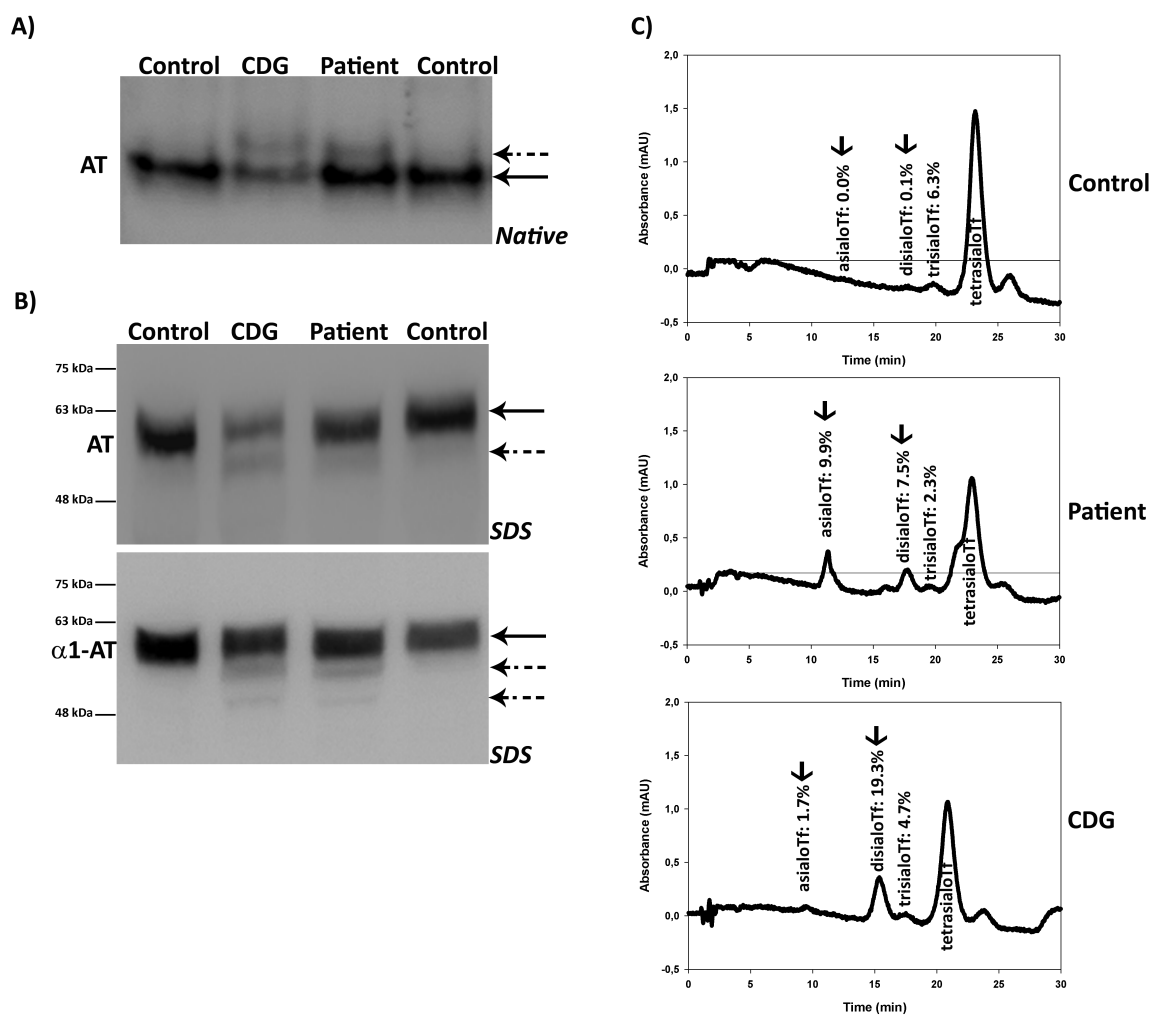 A)
Control CDG Patient Control
AT
Native
B)
Control CDG Patient Control
75 kDa
63 kDa
AT
48 kDa
SDS
75 kDa
63 kDa
α1-AT
48 kDa
SDS
C)
2,0
1,5
1,0
0,5
0,0
-0,5
Absorbance (mAU)
asialoTf: 0.0%
disialoTf: 0.1%
trisialoTf: 6.3%
tetrasialoTf
0 5 10 15 20 25 30
Time (min)
Control
2,0
1,5
1,0
0,5
0,0
-0,5
Absorbance (mAU)
asialoTf: 9.9%
disialoTf: 7.5%
trisialoTf: 2.3%
tetrasialoTf
0 5 10 15 20 25 30
Time (min)
Patient
2,0
1,5
1,0
0,5
0,0
-0,5
Absorbance (mAU)
asialoTf: 1.7%
disialoTf: 19.3%
trisialoTf: 4.7%
tetrasialoTf
0 5 10 15 20 25 30
Time (min)
CDG